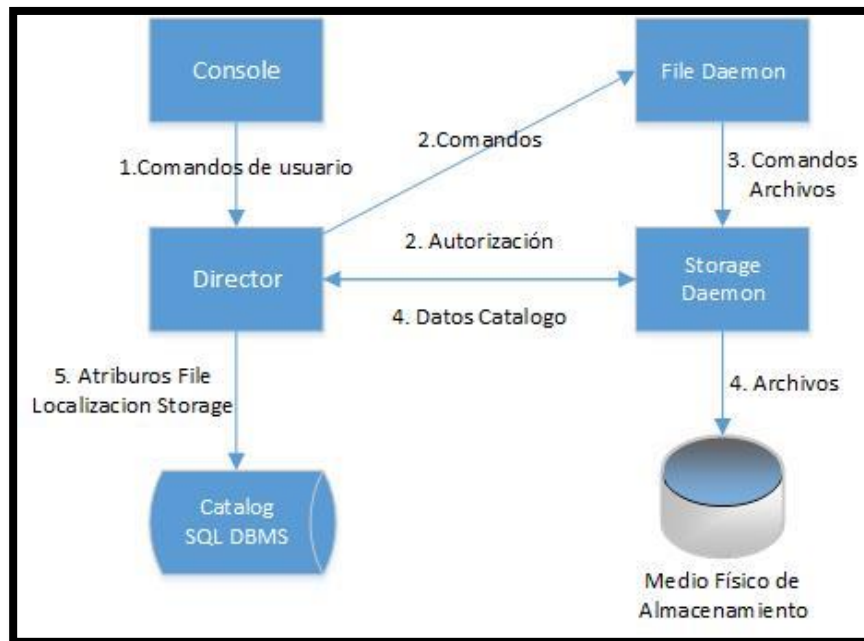 Console
File Daemon
1.Comandos de usuario
2.Comandos
3. Comandos
Archivos
Director
2. Autorización
4. Datos Catalogo
Storage
Daemon
5. Atriburos File
Localizacion Storage
4. Archivos
Catalog
SQL DBMS
Medio Físico de
Almacenamiento